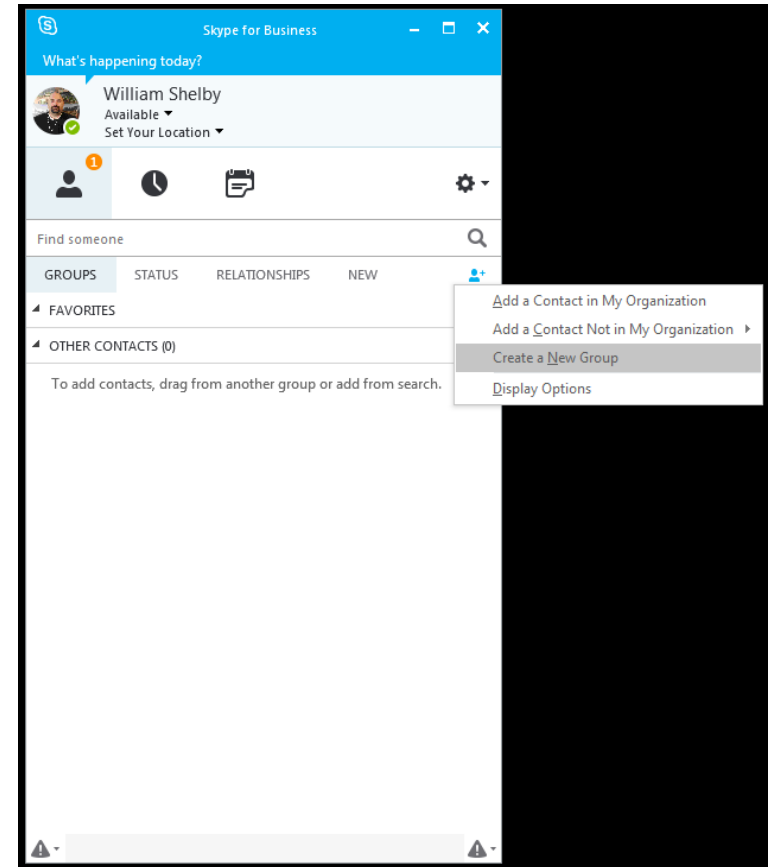 Skype for Business
What's happening today?
William Shelby
Available
Set Your Location
1
Find someone
GROUPS STATUS RELATIONSHIPS NEW
FAVORITES
OTHER CONTACTS (0)
To add contacts, drag from another group or add from search.
Add a Contact in My Organization
Add a Contact Not in My Organization
Create a New Group
Display Options